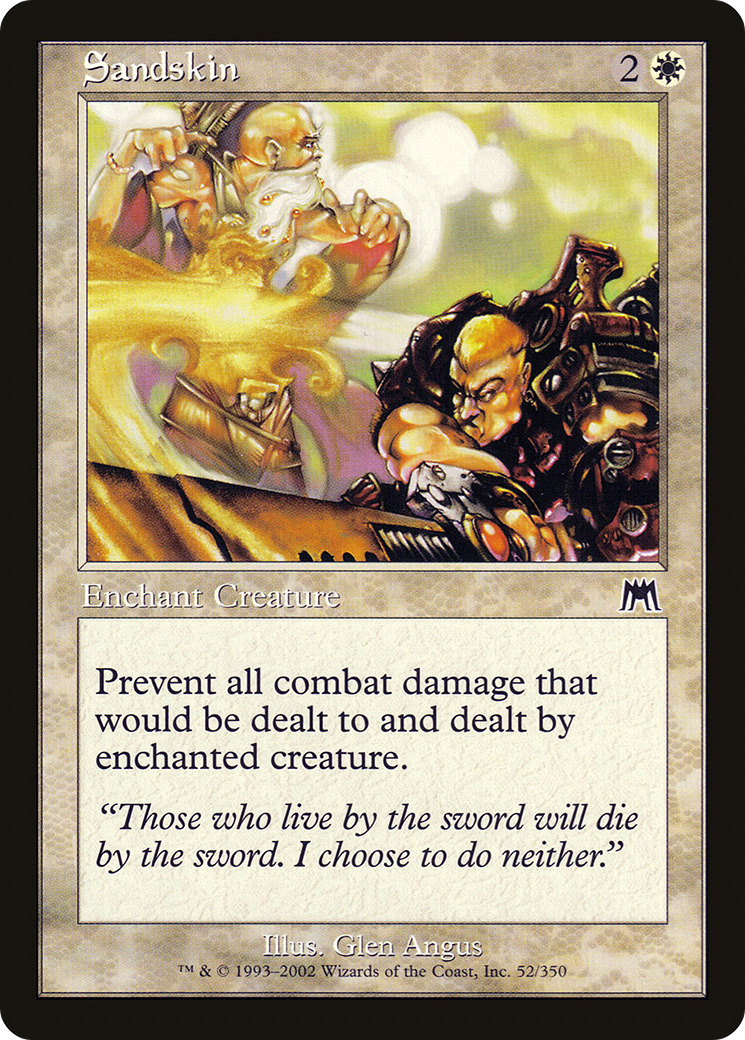 Sandskin 2
Enchant Creature
Prevent all combat damage that
would be dealt to and dealt by
enchanted creature.
“Those who live by the sword will die
by the sword. I choose to do neither.”
Illus. Glen Angus
™ & © 1993–2002 Wizards of the Coast, Inc. 52/350